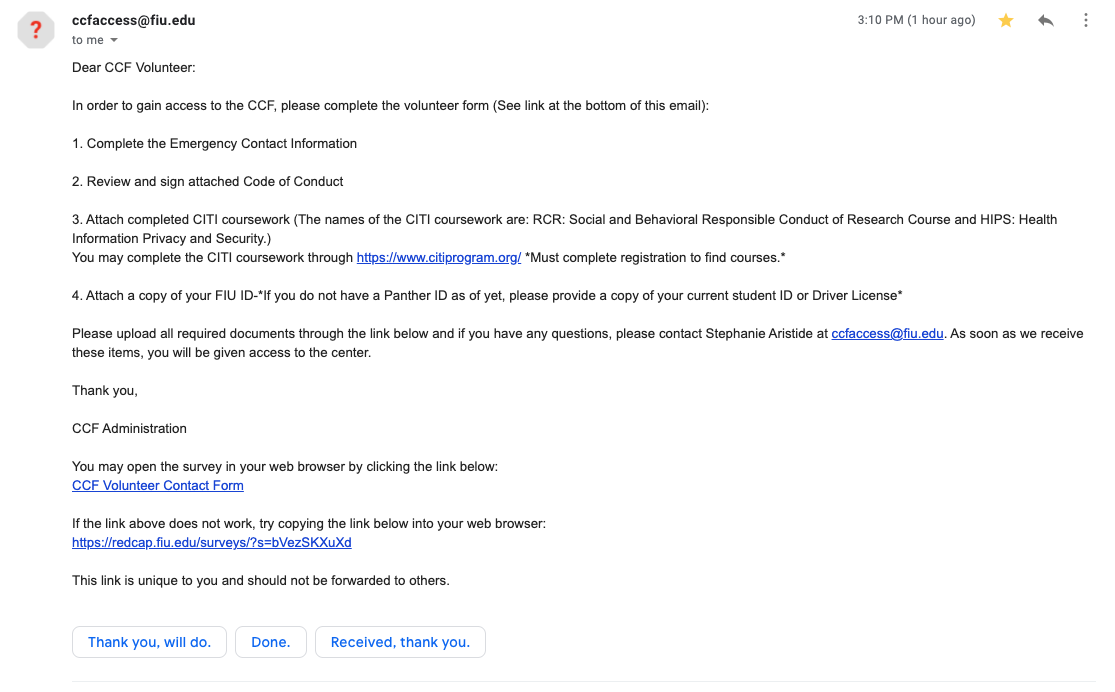 ccfaccess@fiu.edu 3:10 PM (1 hour ago)
to me
Dear CCF Volunteer:
In order to gain access to the CCF, please complete the volunteer form (See link at the bottom of this email):
1. Complete the Emergency Contact Information
2. Review and sign attached Code of Conduct
3. Attach completed CITI coursework (The names of the CITI coursework are: RCR: Social and Behavioral Responsible Conduct of Research Course and HIPS: Health
Information Privacy and Security.)
You may complete the CITI coursework through https://www.citiprogram.org/ *Must complete registration to find courses.*
4. Attach a copy of your FIU ID-*If you do not have a Panther ID as of yet, please provide a copy of your current student ID or Driver License*
Please upload all required documents through the link below and if you have any questions, please contact Stephanie Aristide at ccfaccess@fiu.edu. As soon as we receive
these items, you will be given access to the center.
Thank you,
CCF Administration
You may open the survey in your web browser by clicking the link below:
CCF Volunteer Contact Form
If the link above does not work, try copying the link below into your web browser:
https://redcap.fiu.edu/surveys/?s=bVezSKXuXd
This link is unique to you and should not be forwarded to others.
Thank you, will do. Done. Received, thank you.